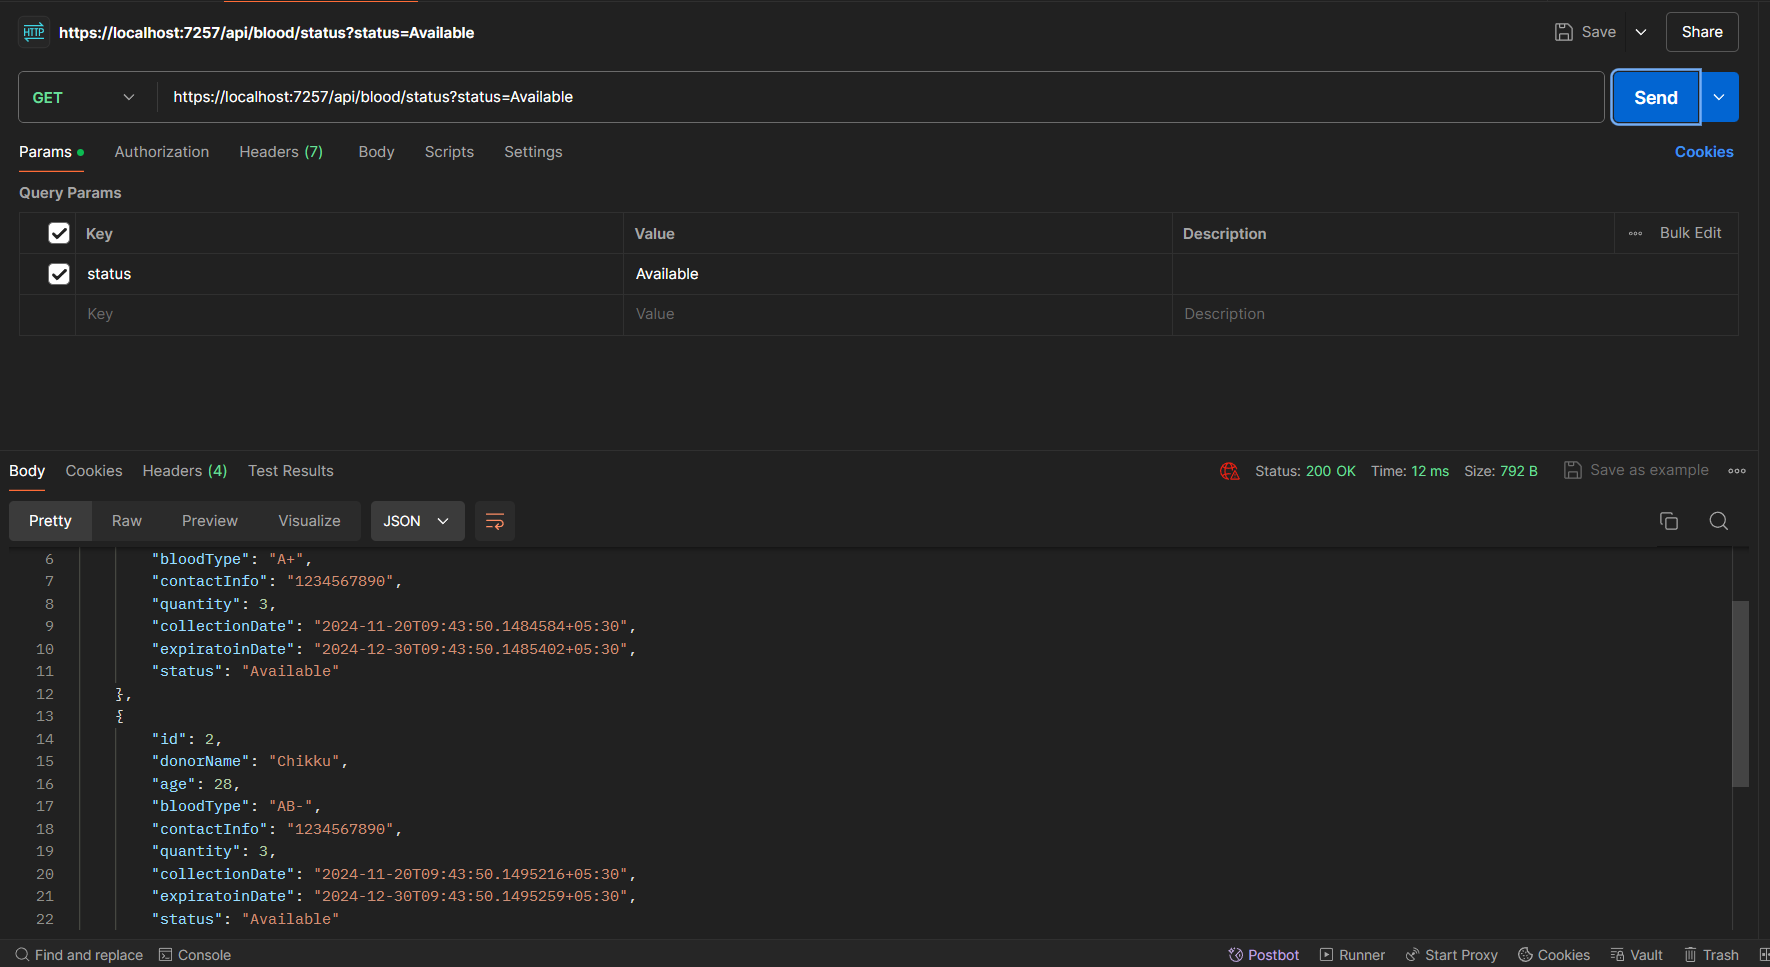 HTTP https://localhost:7257/api/blood/status?status=Available Save Share
GET https://localhost:7257/api/blood/status?status=Available Send
Params Authorization Headers (7) Body Scripts Settings Cookies
Query Params
Key Value Description Bulk Edit
status Available
Key Value Description
Body Cookies Headers (4) Test Results Status: 200 OK Time: 12 ms Size: 792 B Save as example
Pretty Raw Preview Visualize JSON
6 "bloodType": "A+",
7 "contactInfo": "1234567890",
8 "quantity": 3,
9 "collectionDate": "2024-11-20T09:43:50.1484584+05:30",
10 "expiratoinDate": "2024-12-30T09:43:50.1485402+05:30",
11 "status": "Available"
12 },
13 {
14 "id": 2,
15 "donorName": "Chikku",
16 "age": 28,
17 "bloodType": "AB-",
18 "contactInfo": "1234567890",
19 "quantity": 3,
20 "collectionDate": "2024-11-20T09:43:50.1495216+05:30",
21 "expiratoinDate": "2024-12-30T09:43:50.1495259+05:30",
22 "status": "Available"
Find and replace Console Postbot Runner Start Proxy Cookies Vault Trash